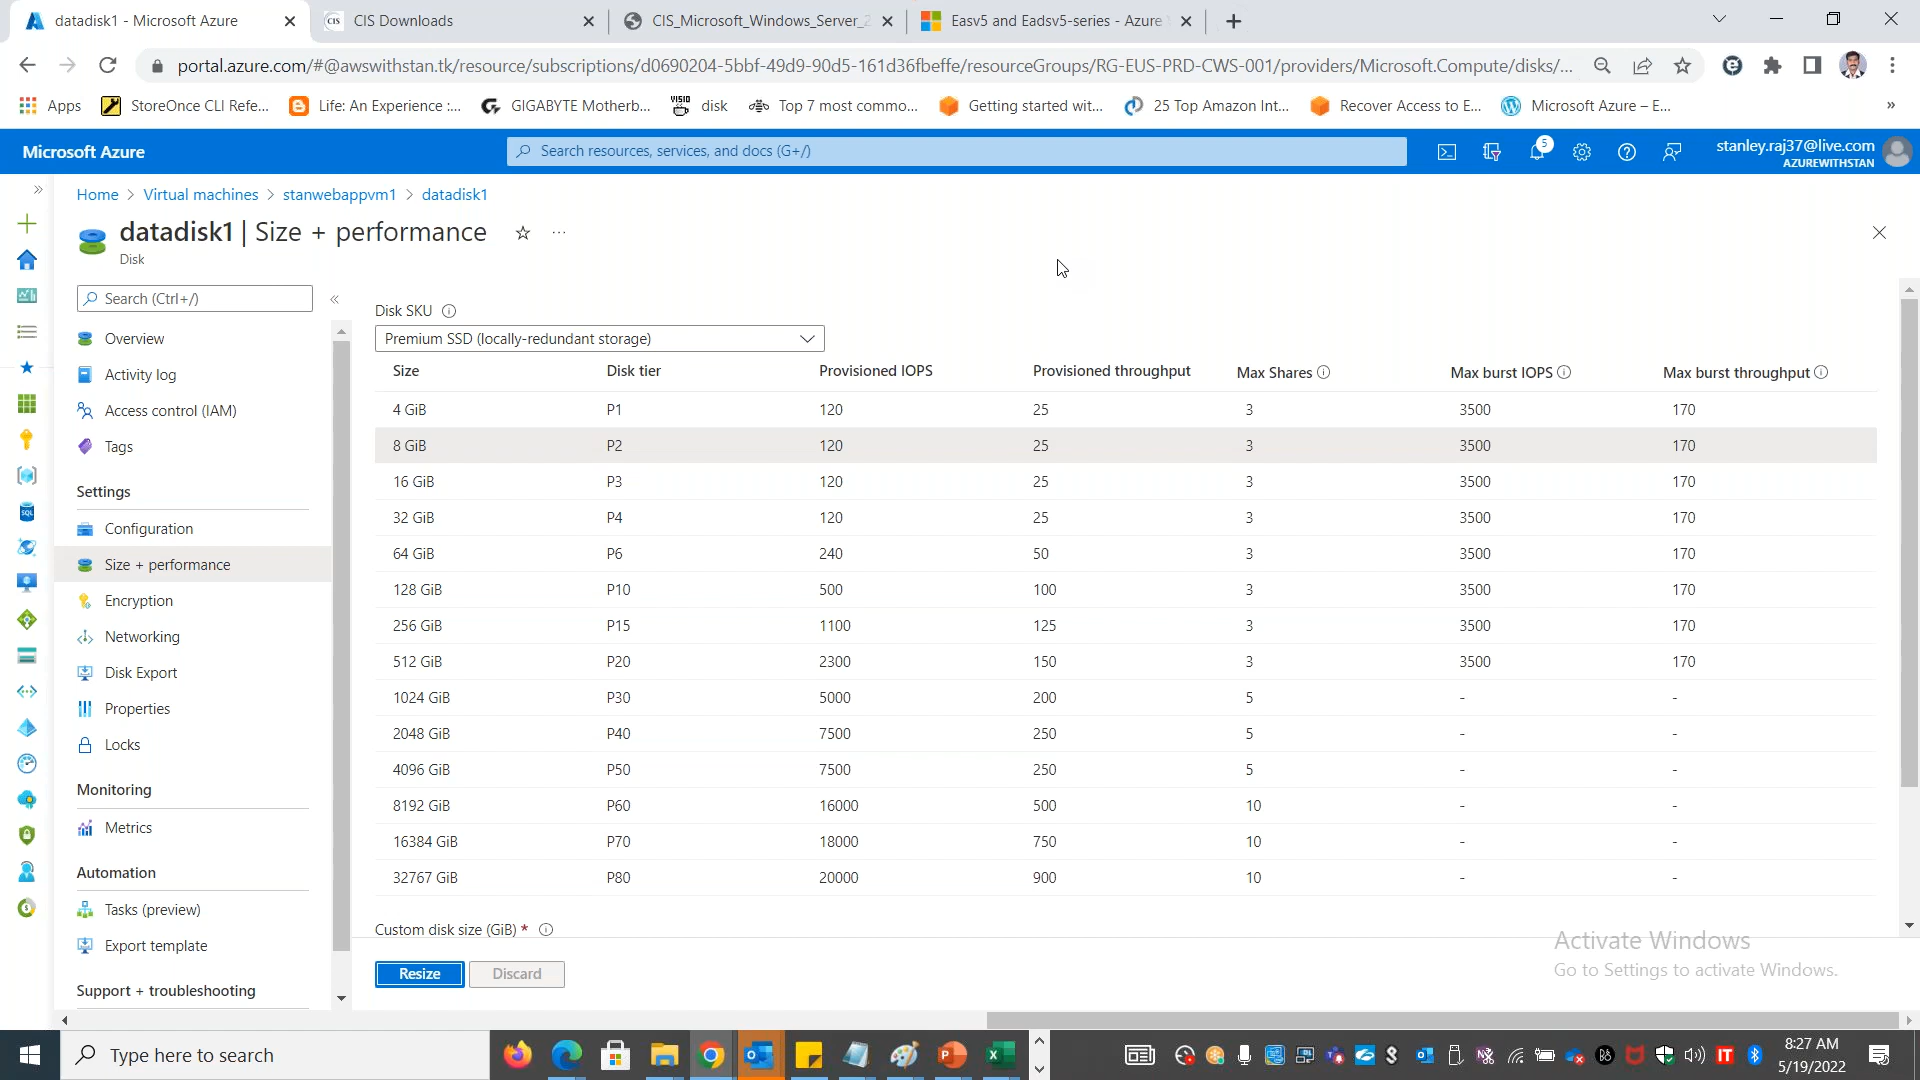 datadisk1 - Microsoft Azure
CIS Downloads
CIS_Microsoft_Windows_Server_2
Easv5 and Eadsv5-series - Azure
portal.azure.com/#@awswithstan.tk/resource/subscriptions/d0690204-5bbf-49d9-90d5-161d36fbeffe/resourceGroups/RG-EUS-PRD-CWS-001/providers/Microsoft.Compute/disks/...
Apps
StoreOnce CLI Refe...
Life: An Experience :...
GIGABYTE Motherb...
disk
Top 7 most commo...
Getting started wit...
25 Top Amazon Int...
Recover Access to E...
Microsoft Azure – E...
Microsoft Azure
Search resources, services, and docs (G+/)
5
stanley.raj37@live.com
AZUREWITHSTAN
Home > Virtual machines > stanwebappvm1 > datadisk1
datadisk1 | Size + performance
Disk
Search (Ctrl+/)
Overview
Activity log
Access control (IAM)
Tags
Settings
Configuration
Size + performance
Encryption
Networking
Disk Export
Properties
Locks
Monitoring
Metrics
Automation
Tasks (preview)
Export template
Support + troubleshooting
Disk SKU
Premium SSD (locally-redundant storage)
Size Disk tier Provisioned IOPS Provisioned throughput Max Shares Max burst IOPS Max burst throughput
4 GiB P1 120 25 3 3500 170
8 GiB P2 120 25 3 3500 170
16 GiB P3 120 25 3 3500 170
32 GiB P4 120 25 3 3500 170
64 GiB P6 240 50 3 3500 170
128 GiB P10 500 100 3 3500 170
256 GiB P15 1100 125 3 3500 170
512 GiB P20 2300 150 3 3500 170
1024 GiB P30 5000 200 5 - -
2048 GiB P40 7500 250 5 - -
4096 GiB P50 7500 250 5 - -
8192 GiB P60 16000 500 10 - -
16384 GiB P70 18000 750 10 - -
32767 GiB P80 20000 900 10 - -
Custom disk size (GiB) *
Resize
Discard
Activate Windows
Go to Settings to activate Windows.
Type here to search
8:27 AM
5/19/2022